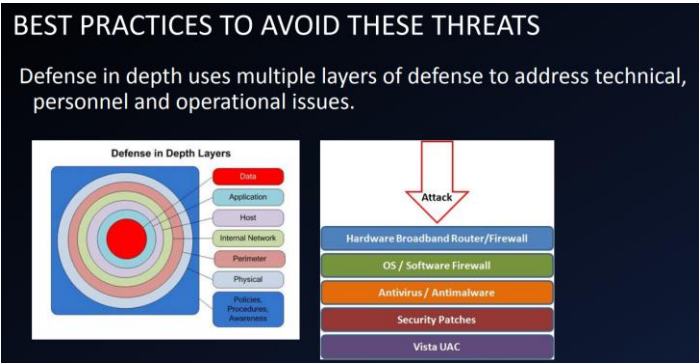 BEST PRACTICES TO AVOID THESE THREATS
Defense in depth uses multiple layers of defense to address technical,
personnel and operational issues.
Defense in Depth Layers
Data
Application
Host
Internal Network
Perimeter
Physical
Policies,
Procedures,
Awareness
Attack
Hardware Broadband Router/Firewall
OS / Software Firewall
Antivirus / Antimalware
Security Patches
Vista UAC